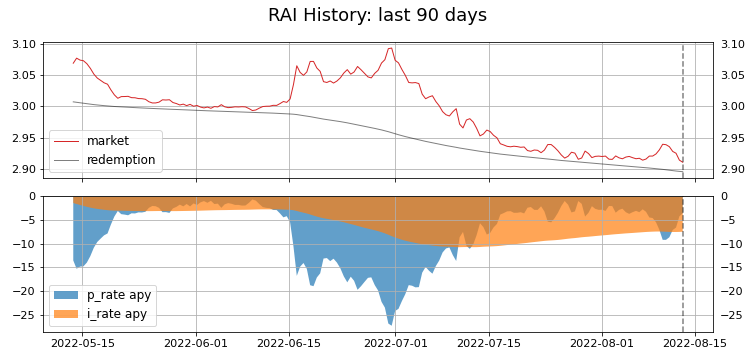 RAI History: last 90 days
3.10 3.10
3.05 3.05
3.00 3.00
2.95 2.95
2.90 2.90
market
redemption
0 0
−5 −5
−10 −10
−15 −15
−20 −20
−25 −25
p_rate apy
i_rate apy
2022-05-15 2022-06-01 2022-06-15 2022-07-01 2022-07-15 2022-08-01 2022-08-15